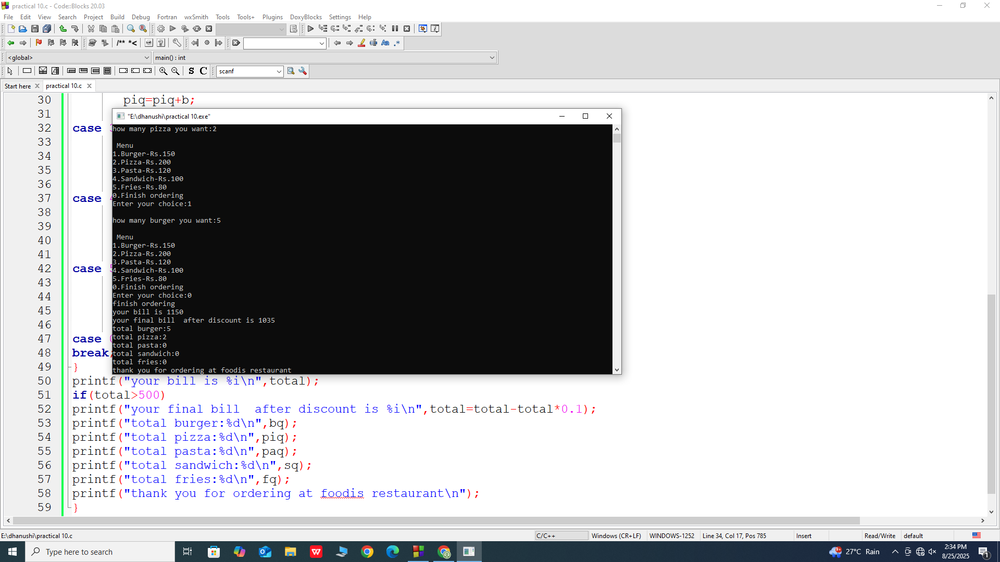 practical 10.c - Code::Blocks 20.03
File Edit View Search Project Build Debug Fortran wxSmith Tools Tools+ Plugins DoxyBlocks Settings Help
<global> main() : int
scanf
Start here practical 10.c
30 piq=piq+b;
31
"E:\dhanushi\practical 10.exe"
32 case
33
34
35
36
37 case
38
39
40
41
42 case
43
44
45
46
47 case
48 break;
49 }
how many pizza you want:2
Menu
1.Burger-Rs.150
2.Pizza-Rs.200
3.Pasta-Rs.120
4.Sandwich-Rs.100
5.Fries-Rs.80
0.Finish ordering
Enter your choice:1
how many burger you want:5
Menu
1.Burger-Rs.150
2.Pizza-Rs.200
3.Pasta-Rs.120
4.Sandwich-Rs.100
5.Fries-Rs.80
0.Finish ordering
Enter your choice:0
finish ordering
your bill is 1150
your final bill  after discount is 1035
total burger:5
total pizza:2
total pasta:0
total sandwich:0
total fries:0
thank you for ordering at foodis restaurant
50 printf("your bill is %i\n",total);
51 if(total>500)
52 printf("your final bill  after discount is %i\n",total=total-total*0.1);
53 printf("total burger:%d\n",bq);
54 printf("total pizza:%d\n",piq);
55 printf("total pasta:%d\n",paq);
56 printf("total sandwich:%d\n",sq);
57 printf("total fries:%d\n",fq);
58 printf("thank you for ordering at foodis restaurant\n");
59 }
E:\dhanushi\practical 10.c C/C++ Windows (CR+LF) WINDOWS-1252 Line 34, Col 17, Pos 785 Insert Read/Write default
Type here to search
27°C Rain
2:34 PM
8/25/2025